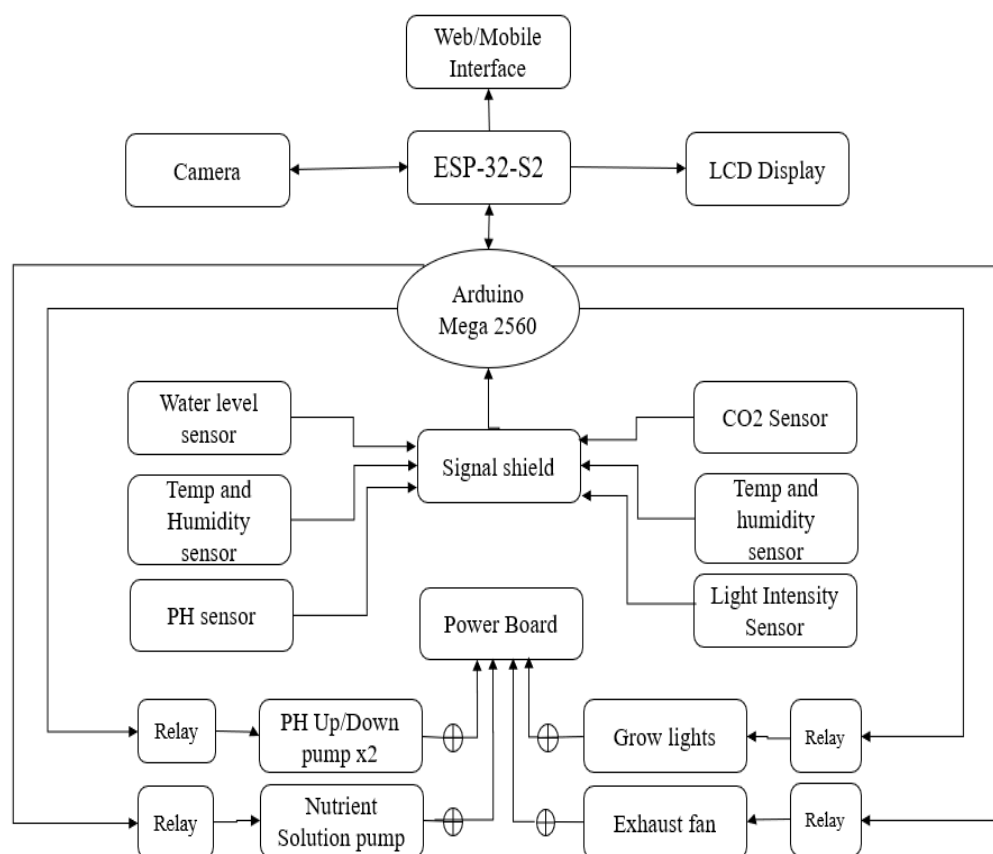 Web/Mobile
Interface
Camera
ESP-32-S2
LCD Display
Arduino
Mega 2560
Water level
sensor
CO2 Sensor
Signal shield
Temp and
Humidity
sensor
Temp and
humidity
sensor
PH sensor
Light Intensity
Sensor
Power Board
Relay
PH Up/Down
pump x2
Grow lights
Relay
Relay
Nutrient
Solution pump
Exhaust fan
Relay